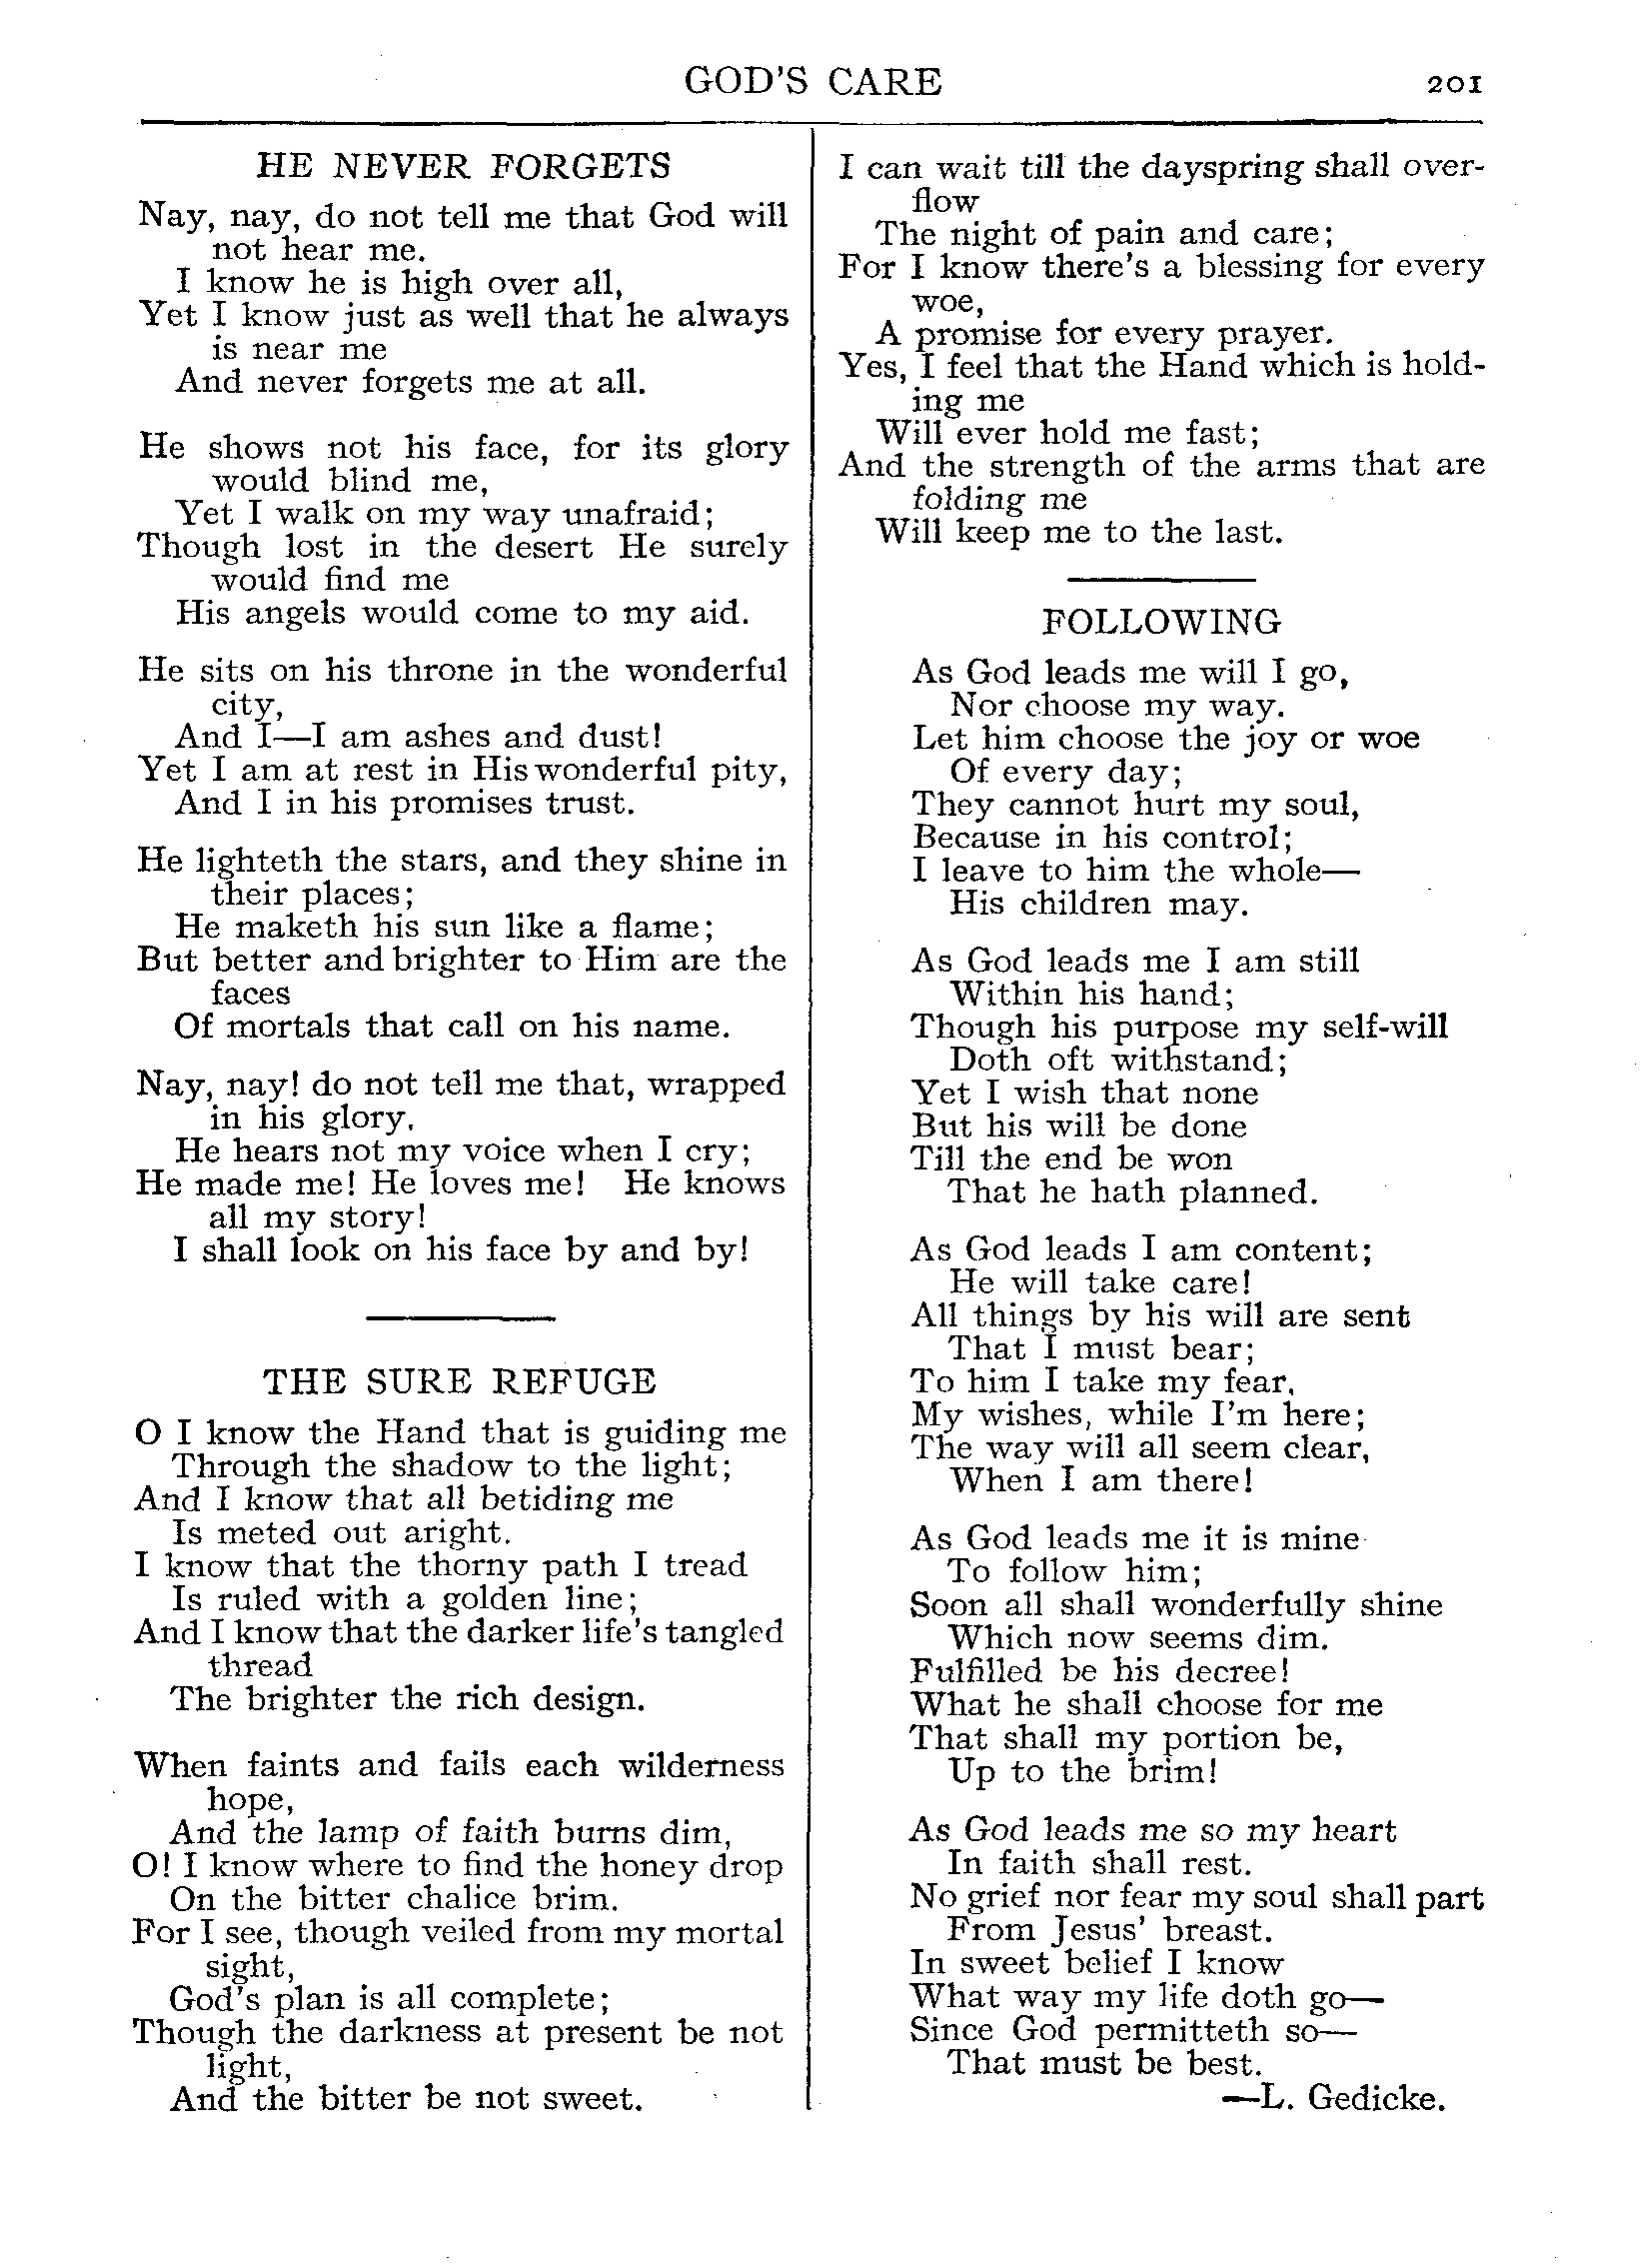 GOD'S CARE 201
HE NEVER FORGETS
Nay, nay, do not tell me that God will
not hear me.
I know he is high over all,
Yet I know just as well that he always
is near me
And never forgets me at all.
He shows not his face, for its glory
would blind me,
Yet I walk on my way unafraid;
Though lost in the desert He surely
would find me
His angels would come to my aid.
He sits on his throne in the wonderful
city,
And I—I am ashes and dust!
Yet I am at rest in His wonderful pity,
And I in his promises trust.
He lighteth the stars, and they shine in
their places;
He maketh his sun like a flame;
But better and brighter to Him are the
faces
Of mortals that call on his name.
Nay, nay! do not tell me that, wrapped
in his glory,
He hears not my voice when I cry;
He made me! He loves me! He knows
all my story!
I shall look on his face by and by!
THE SURE REFUGE
O I know the Hand that is guiding me
Through the shadow to the light;
And I know that all betiding me
Is meted out aright.
I know that the thorny path I tread
Is ruled with a golden line;
And I know that the darker life's tangled
thread
The brighter the rich design.
When faints and fails each wilderness
hope,
And the lamp of faith burns dim,
O! I know where to find the honey drop
On the bitter chalice brim.
For I see, though veiled from my mortal
sight,
God's plan is all complete;
Though the darkness at present be not
light,
And the bitter be not sweet.
I can wait till the dayspring shall over-
flow
The night of pain and care;
For I know there's a blessing for every
woe,
A promise for every prayer.
Yes, I feel that the Hand which is hold-
ing me
Will ever hold me fast;
And the strength of the arms that are
folding me
Will keep me to the last.
FOLLOWING
As God leads me will I go,
Nor choose my way.
Let him choose the joy or woe
Of every day;
They cannot hurt my soul,
Because in his control;
I leave to him the whole—
His children may.
As God leads me I am still
Within his hand;
Though his purpose my self-will
Doth oft withstand;
Yet I wish that none
But his will be done
Till the end be won
That he hath planned.
As God leads I am content;
He will take care!
All things by his will are sent
That I must bear;
To him I take my fear,
My wishes, while I'm here;
The way will all seem clear,
When I am there!
As God leads me it is mine
To follow him;
Soon all shall wonderfully shine
Which now seems dim.
Fulfilled be his decree!
What he shall choose for me
That shall my portion be,
Up to the brim!
As God leads me so my heart
In faith shall rest.
No grief nor fear my soul shall part
From Jesus' breast.
In sweet belief I know
What way my life doth go—
Since God permitteth so—
That must be best.
—L. Gedicke.